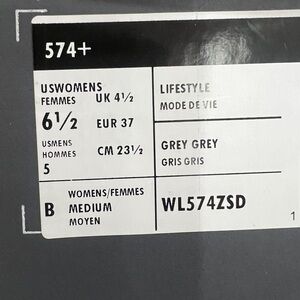 574+
USWOMENS
FEMMES
6½
UK 4½
EUR 37
CM 23½
USMENS
HOMMES
5
LIFESTYLE
MODE DE VIE
GREY GREY
GRIS GRIS
B
WOMENS/FEMMES
MEDIUM
MOYEN
WL574ZSD
1